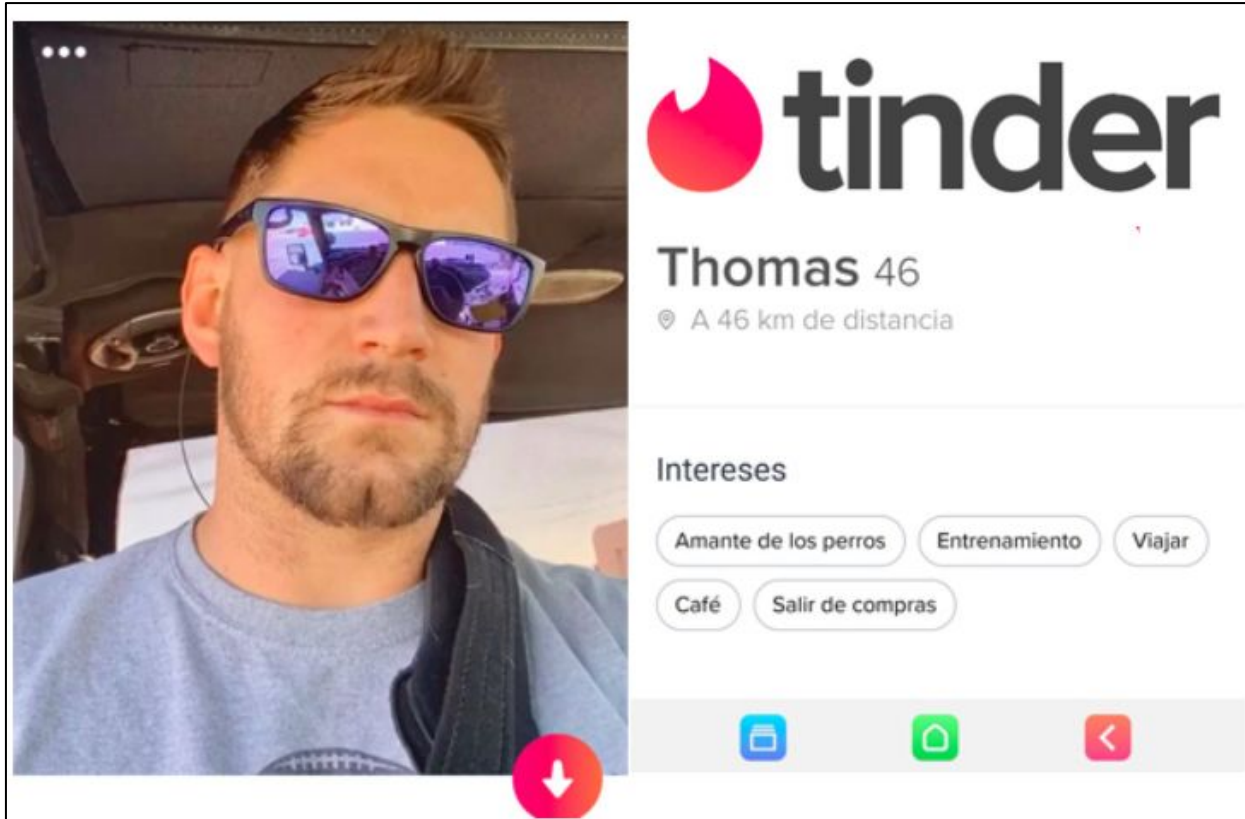 tinder
Thomas 46
A 46 km de distancia
Intereses
Amante de los perros Entrenamiento Viajar
Café Salir de compras